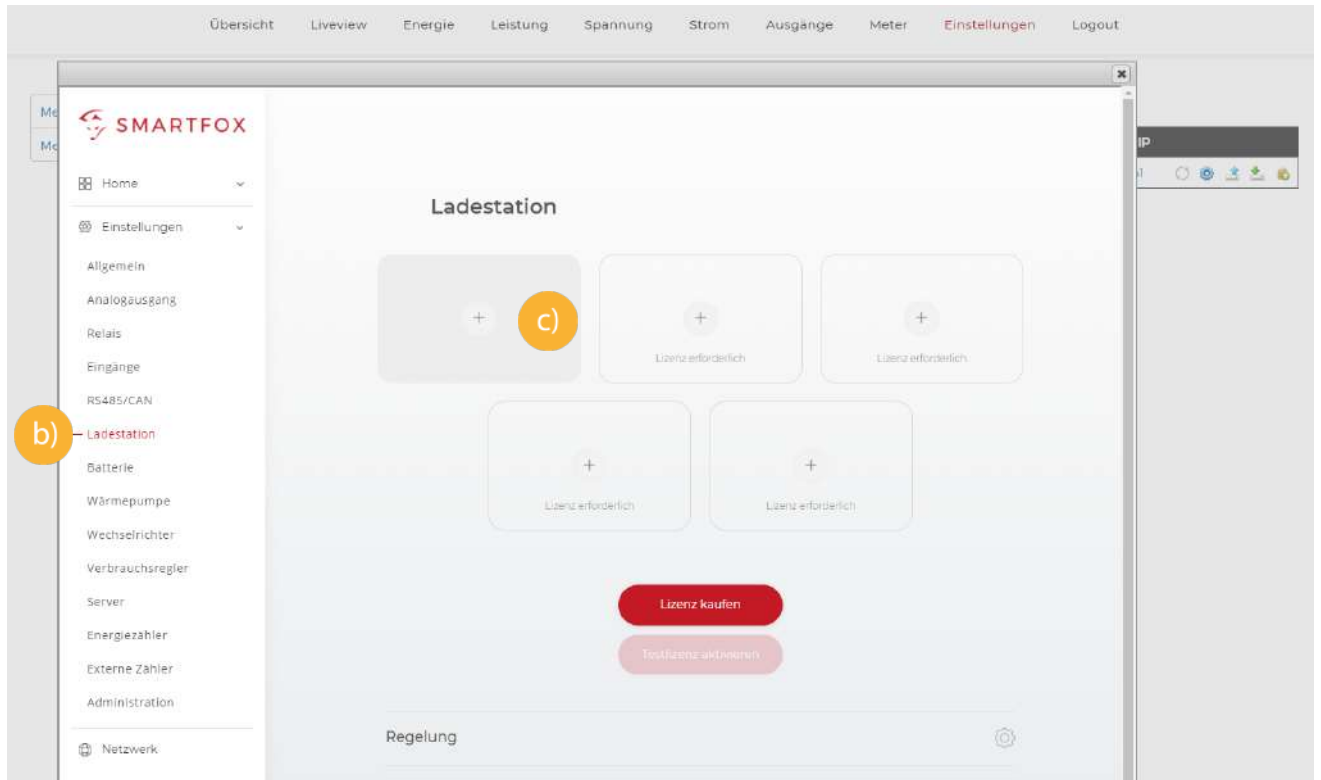 Übersicht Liveview Energie Leistung Spannung Strom Ausgänge Meter Einstellungen Logout
SMARTFOX
IP
Home
Einstellungen
Allgemein
Analogausgang
Relais
Eingänge
RS485/CAN
b) Ladestation
Batterie
Wärmepumpe
Wechselrichter
Verbrauchsregler
Server
Energiezähler
Externe Zähler
Administration
Netzwerk
Ladestation
+ c) + +
Lizenz erforderlich Lizenz erforderlich
+ +
Lizenz erforderlich Lizenz erforderlich
Lizenz kaufen
Testlizenz aktivieren
Regelung